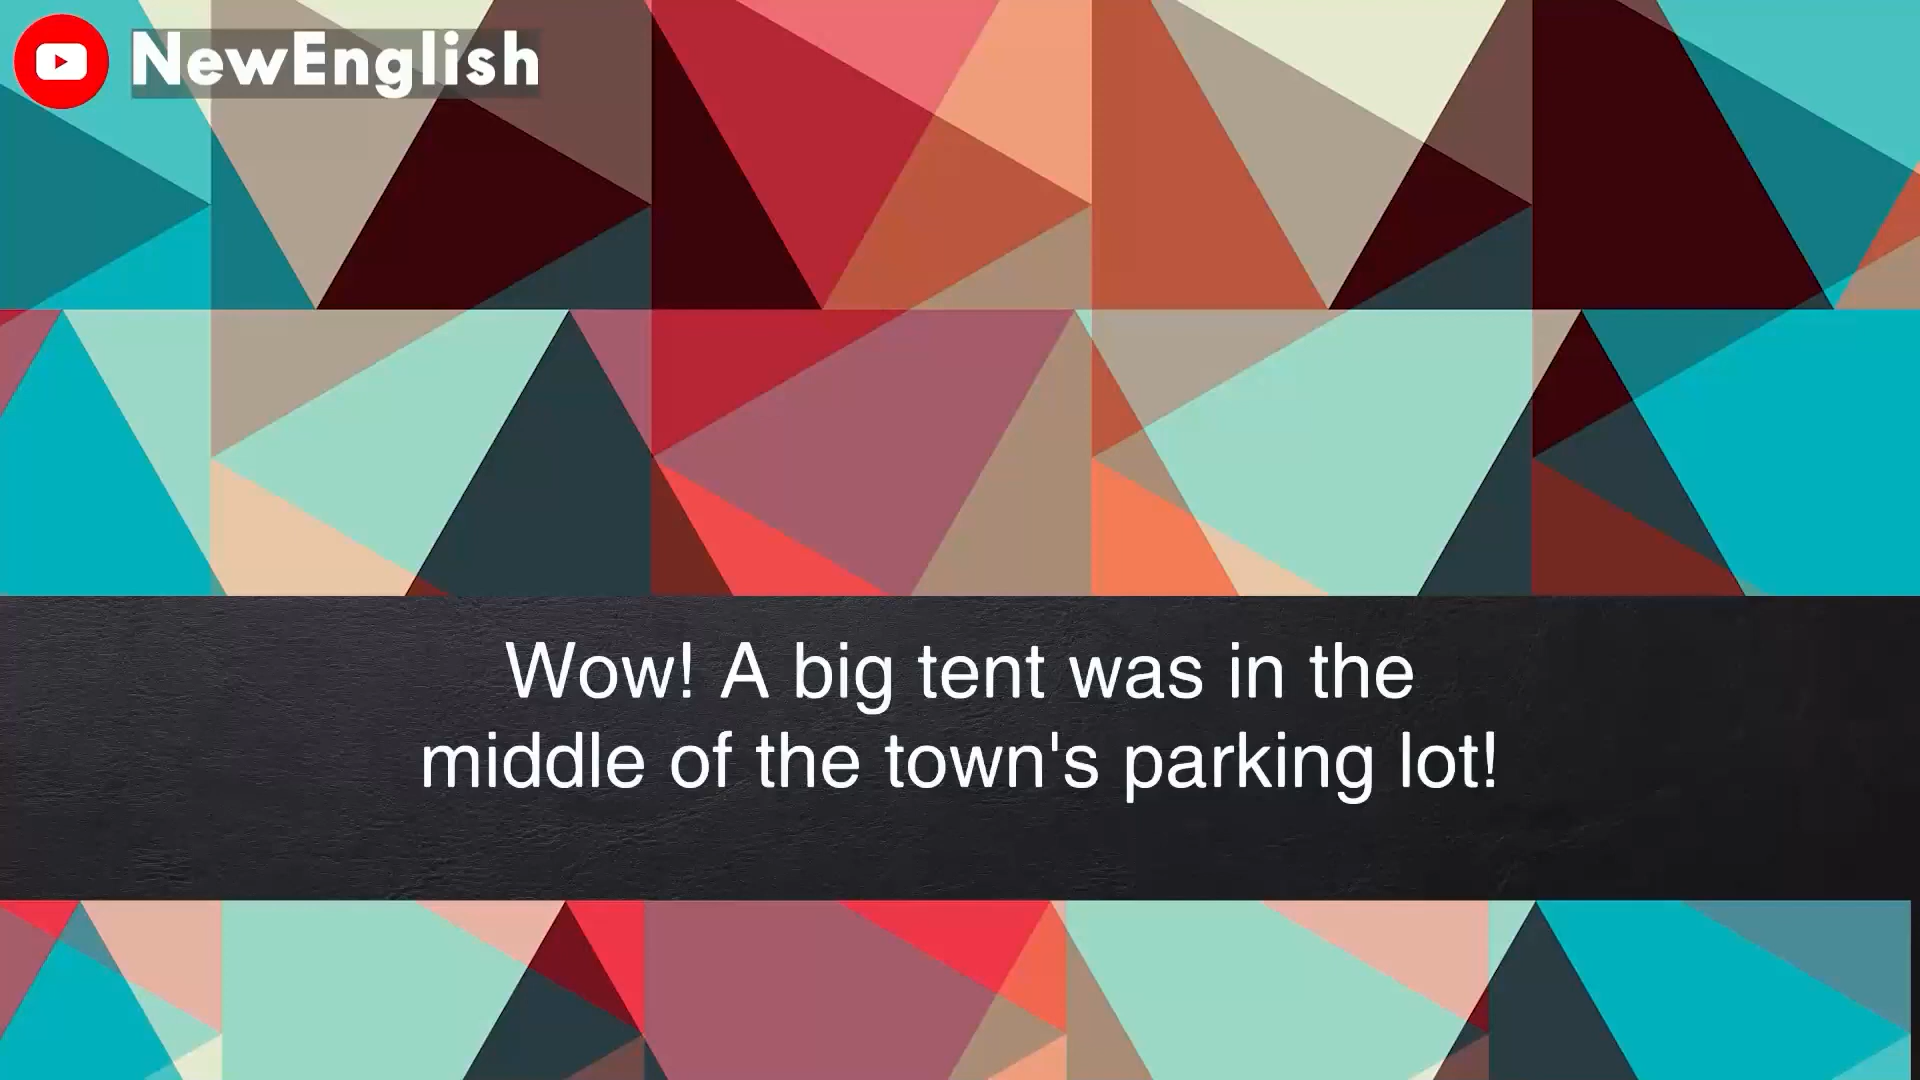 NewEnglish
Wow! A big tent was in the
middle of the town's parking lot!